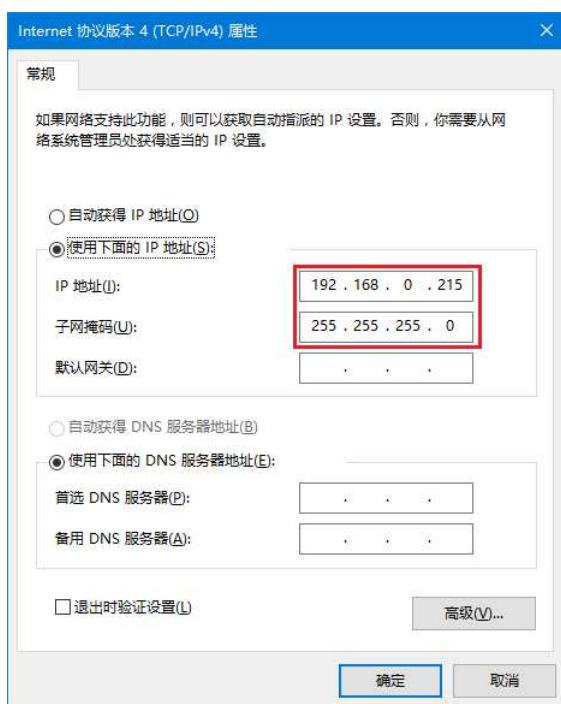 Internet 协议版本 4 (TCP/IPv4) 属性
常规
如果网络支持此功能，则可以获取自动指派的 IP 设置。否则，你需要从网
络系统管理员处获得适当的 IP 设置。
自动获得 IP 地址(O)
使用下面的 IP 地址(S):
IP 地址(I): 192 . 168 . 0 . 215
子网掩码(U): 255 . 255 . 255 . 0
默认网关(D): . . .
自动获得 DNS 服务器地址(B)
使用下面的 DNS 服务器地址(E):
首选 DNS 服务器(P): . . .
备用 DNS 服务器(A): . . .
退出时验证设置(L)
高级(V)...
确定 取消